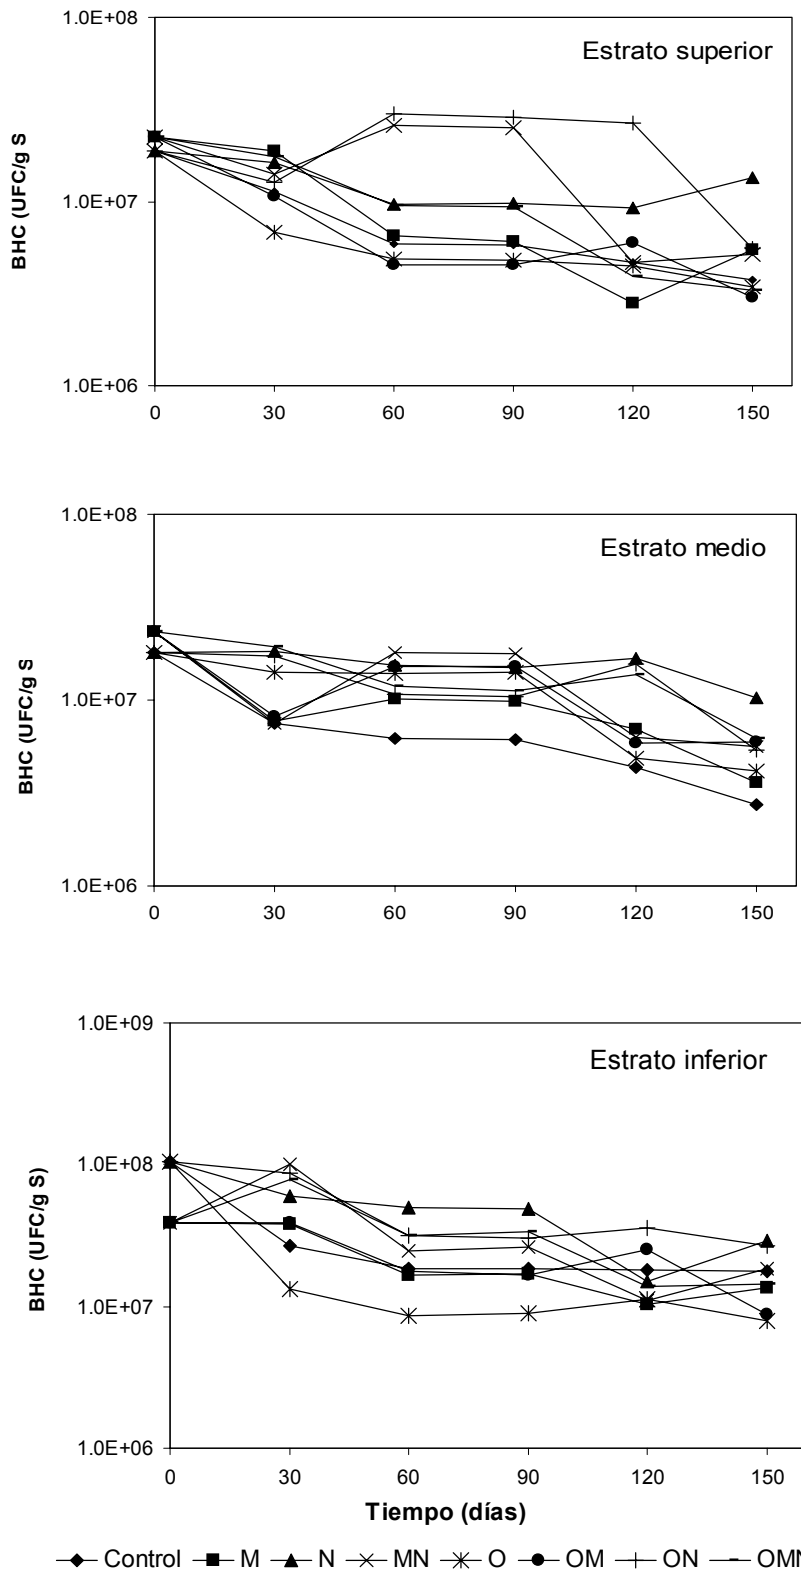 1.0E+08
Estrato superior
1.0E+07
BHC (UFC/g S
1.0E+06
0 30 60 90 120 150
1.0E+08
Estrato medio
1.0E+07
BHC (UFC/g S
1.0E+06
0 30 60 90 120 150
1.0E+09
Estrato inferior
1.0E+08
BHC (UFC/g S)
1.0E+07
1.0E+06
0 30 60 90 120 150
Tiempo (días)
Control M N MN O OM ON OMN